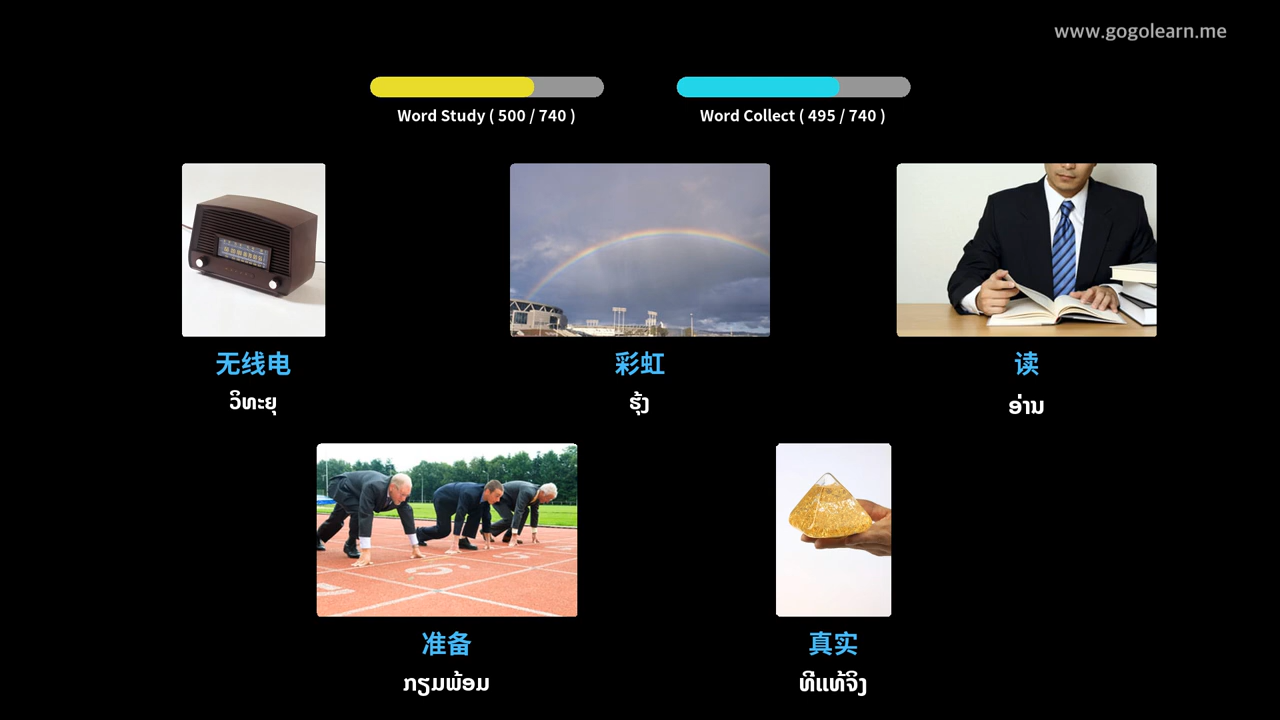 www.gogolearn.me
Word Study ( 500 / 740 )
Word Collect ( 495 / 740 )
无线电
ວິທະຍຸ
彩虹
ຮຸ້ງ
读
ອ່ານ
准备
ກຽມພ້ອມ
真实
ທີ່ແທ້ຈິງ